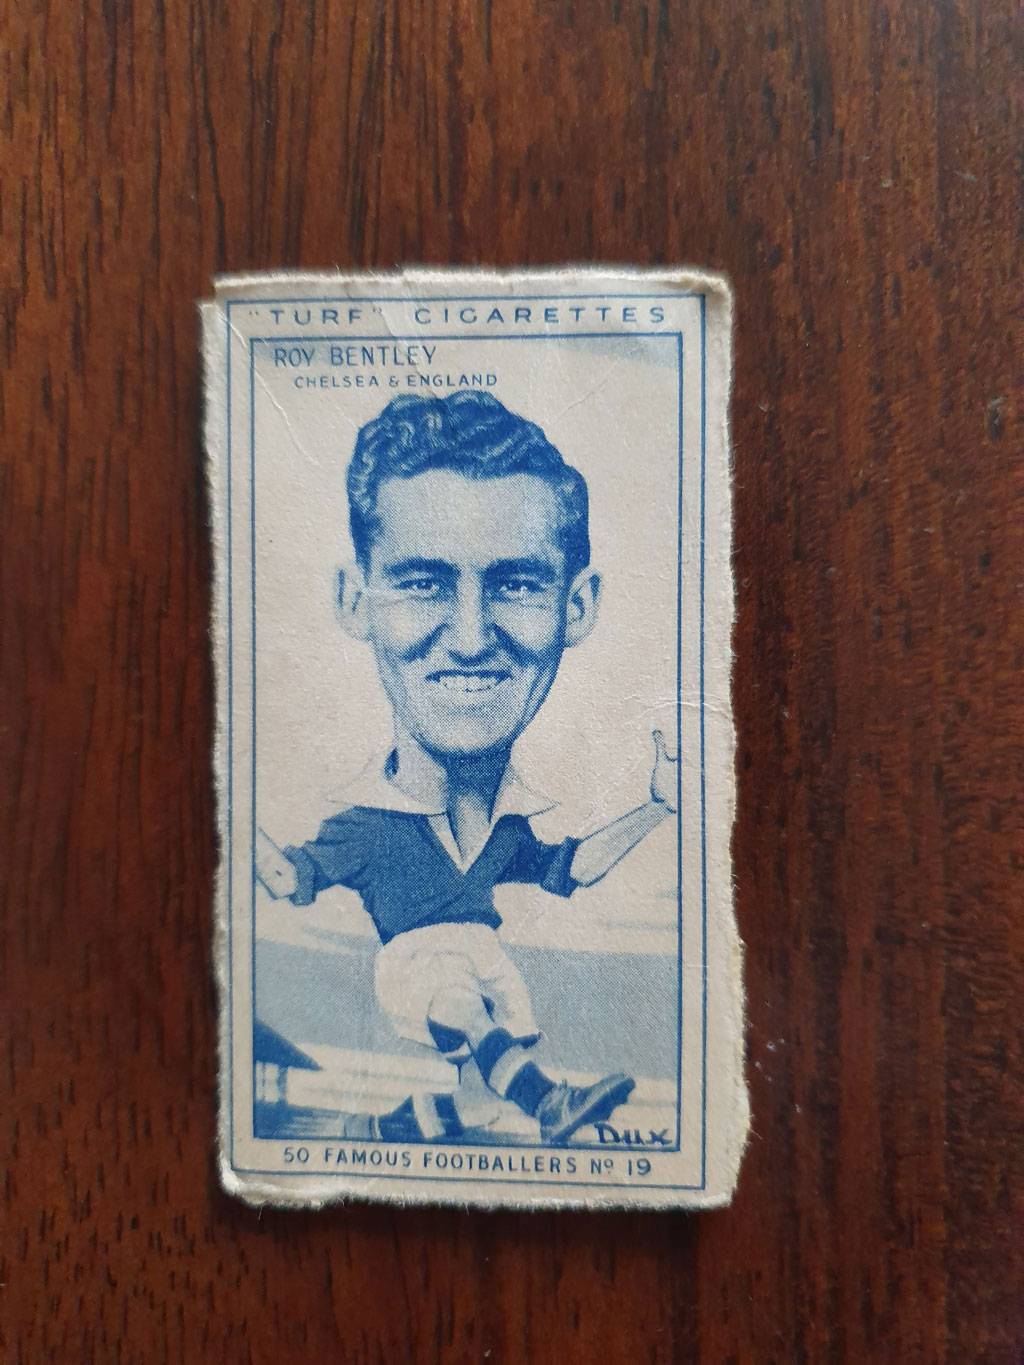 "TURF" CIGARETTES
ROY BENTLEY
CHELSEA & ENGLAND
DUX
50 FAMOUS FOOTBALLERS Nº 19